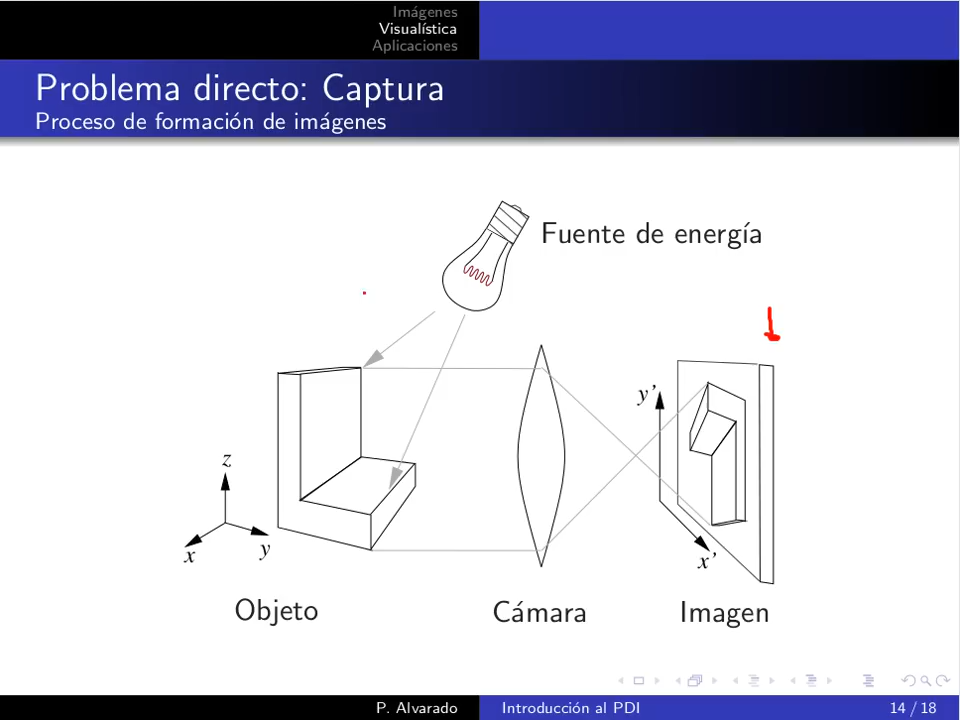 Imágenes
Visualística
Aplicaciones
Problema directo: Captura
Proceso de formación de imágenes
Fuente de energía
y'
z
x
y
x'
Objeto
Cámara
Imagen
P. Alvarado
Introducción al PDI
14 / 18